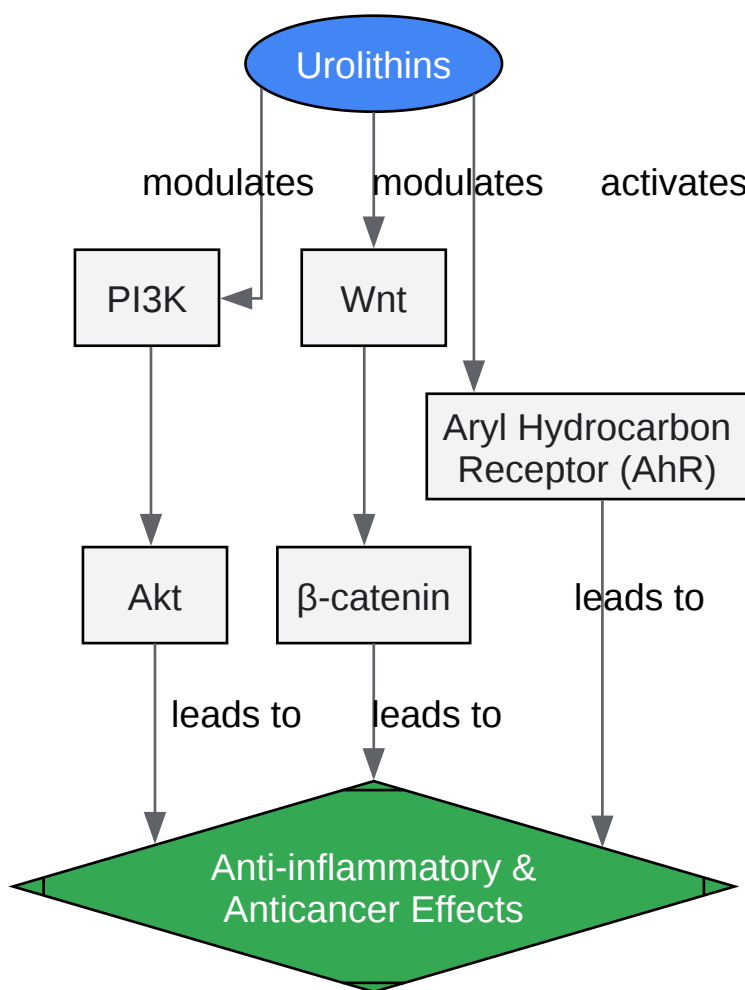 Urolithins
modulates
modulates
activates
PI3K
Wnt
Aryl Hydrocarbon
Receptor (AhR)
Akt
β-catenin
leads to
leads to
leads to
Anti-inflammatory &
Anticancer Effects